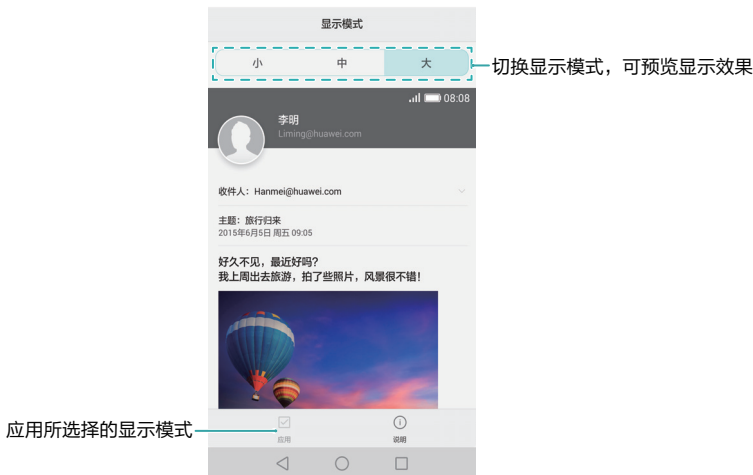 显示模式
小 中 大
切换显示模式，可预览显示效果
08:08
李明
Liming@huawei.com
收件人：Hanmei@huawei.com
主题：旅行归来
2015年6月5日 周五 09:05
好久不见，最近好吗？
我上周出去旅游，拍了些照片，风景很不错！
应用所选择的显示模式
应用 说明